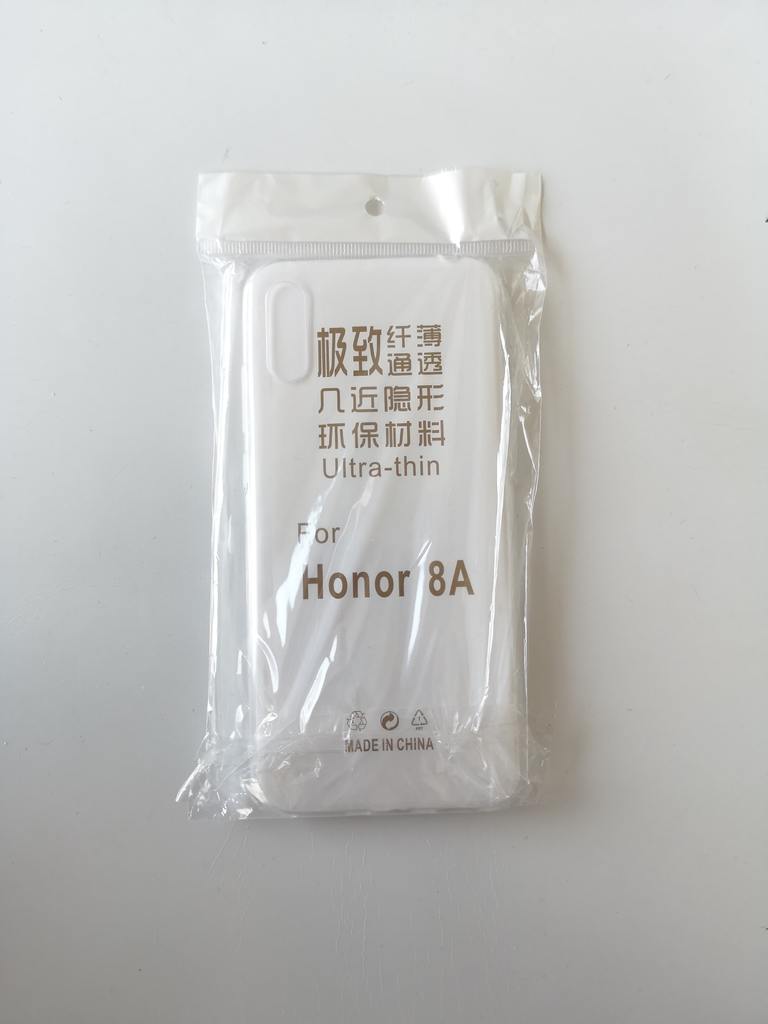 极致纤薄
通透
几近隐形
环保材料
Ultra-thin
For
Honor 8A
MADE IN CHINA